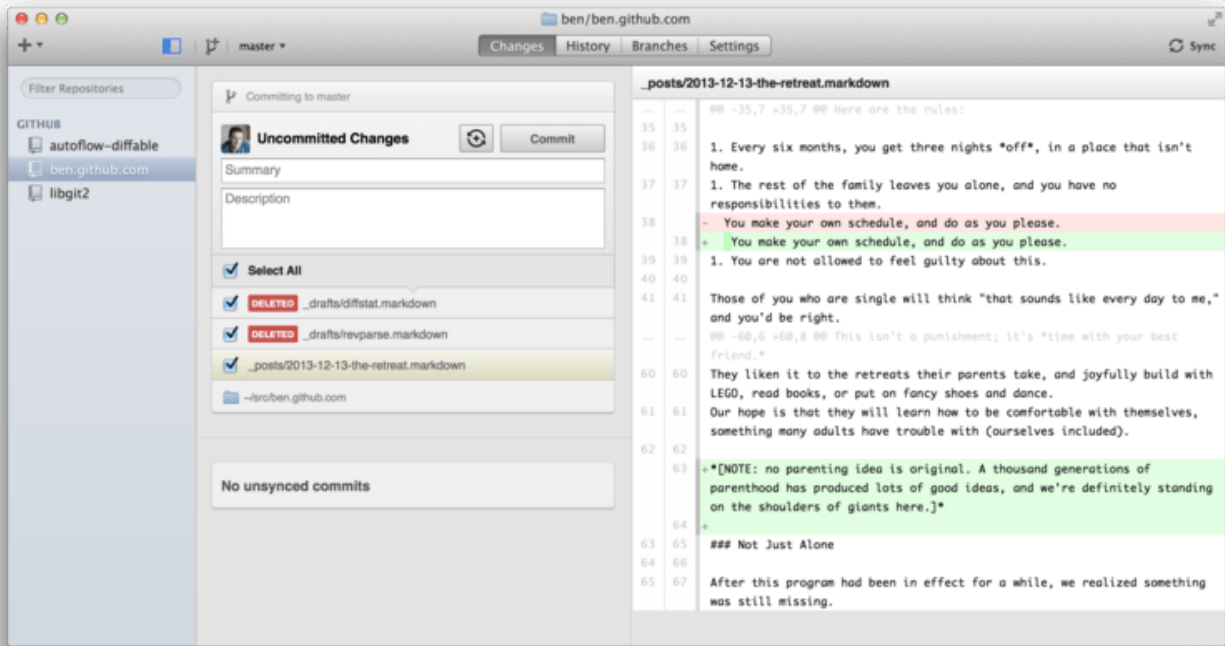 ben/ben.github.com
master
Changes
History
Branches
Settings
Sync
Filter Repositories
GITHUB
autoflow-diffable
ben.github.com
libgit2
Committing to master
Uncommitted Changes
Commit
Summary
Description
Select All
DELETED _drafts/diffstat.markdown
DELETED _drafts/revparse.markdown
_posts/2013-12-13-the-retreat.markdown
~/src/ben.github.com
No unsynced commits
_posts/2013-12-13-the-retreat.markdown
... ... @@ -35,7 +35,7 @@ Here are the rules:
35 35
36 36 1. Every six months, you get three nights *off*, in a place that isn't
home.
37 37 1. The rest of the family leaves you alone, and you have no
responsibilities to them.
38 - You make your own schedule, and do as you please.
38 + You make your own schedule, and do as you please.
39 39 1. You are not allowed to feel guilty about this.
40 40
41 41 Those of you who are single will think "that sounds like every day to me,"
and you'd be right.
... ... @@ -60,6 +60,8 @@ This isn't a punishment; it's *time with your best
friend.*
60 60 They liken it to the retreats their parents take, and joyfully build with
LEGO, read books, or put on fancy shoes and dance.
61 61 Our hope is that they will learn how to be comfortable with themselves,
something many adults have trouble with (ourselves included).
62 62
63 +*[NOTE: no parenting idea is original. A thousand generations of
parenthood has produced lots of good ideas, and we're definitely standing
on the shoulders of giants here.]*
64 +
63 65 ### Not Just Alone
64 66
65 67 After this program had been in effect for a while, we realized something
was still missing.